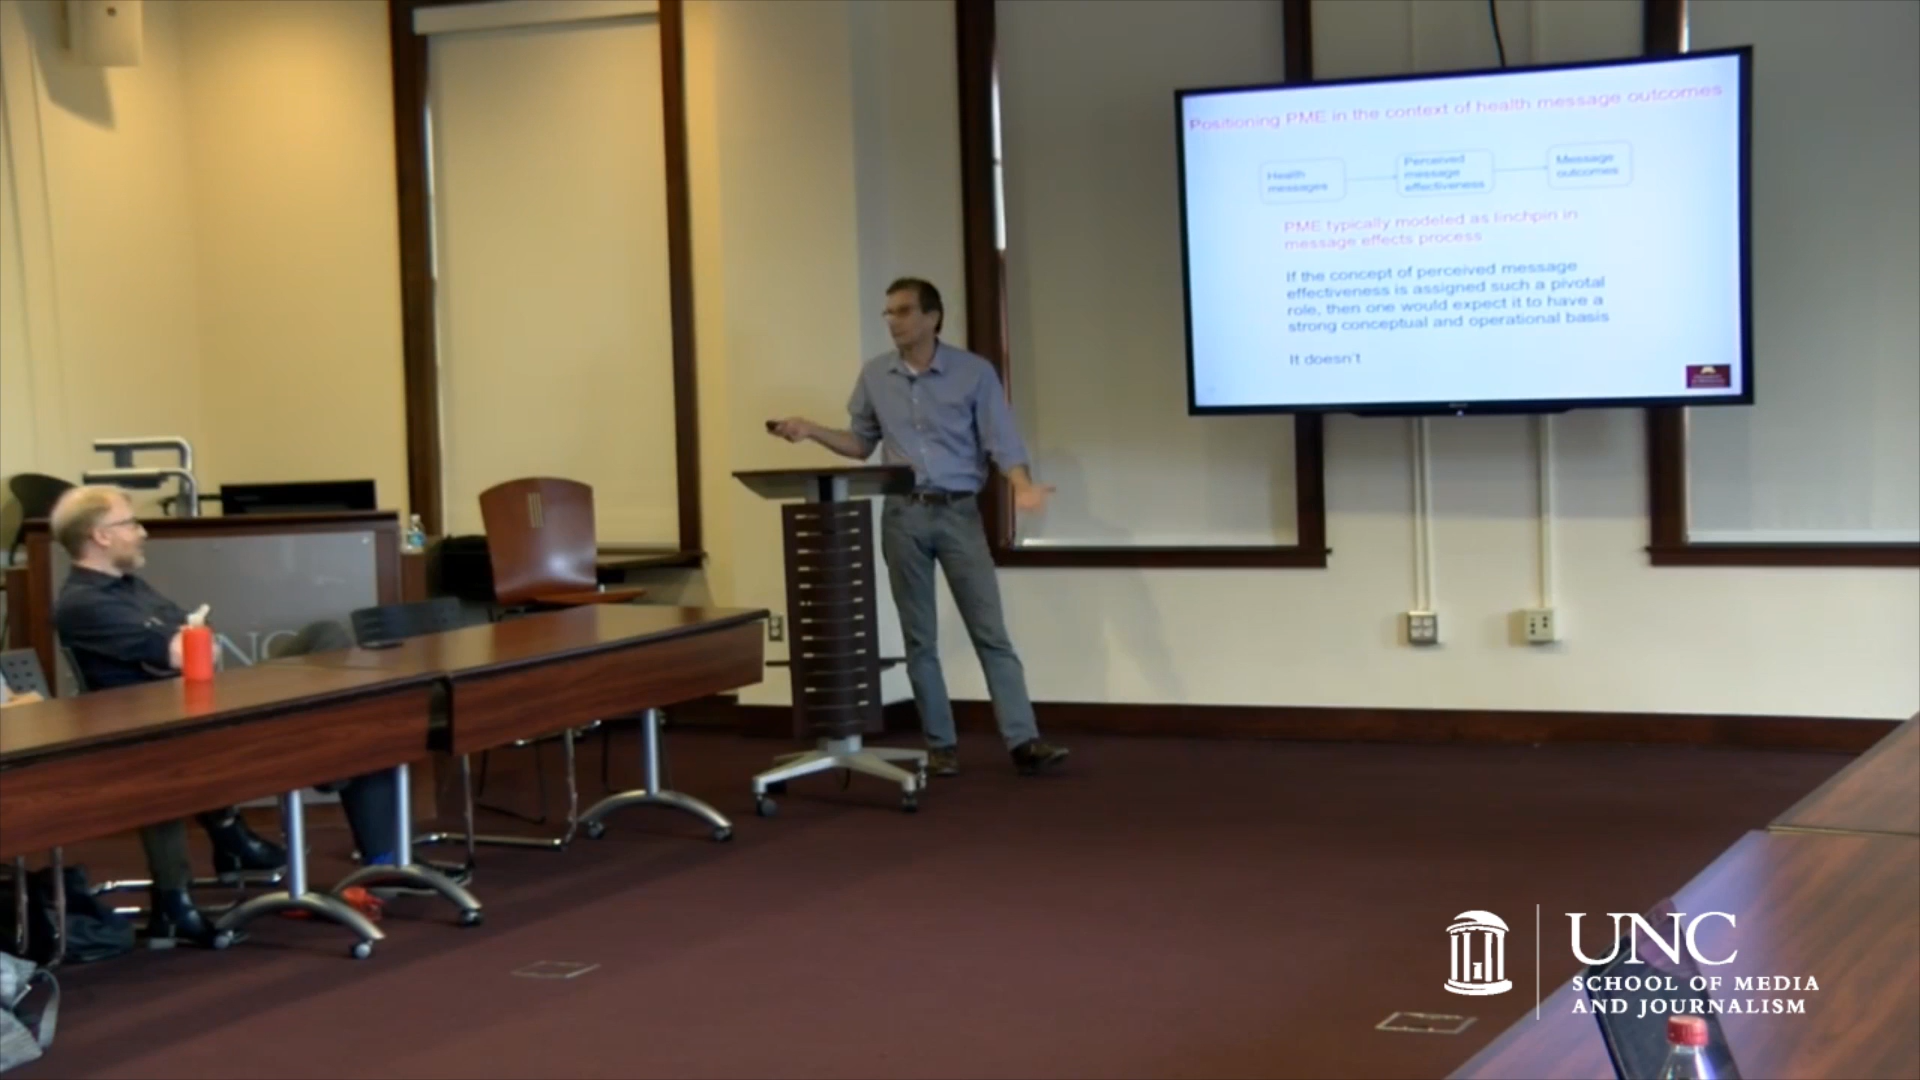 Positioning PME in the context of health message outcomes
Health
messages
Perceived
message
effectiveness
Message
outcomes
PME typically modeled as linchpin in
message effects process
If the concept of perceived message
effectiveness is assigned such a pivotal
role, then one would expect it to have a
strong conceptual and operational basis
It doesn't
UNC
UNC
SCHOOL OF MEDIA
AND JOURNALISM